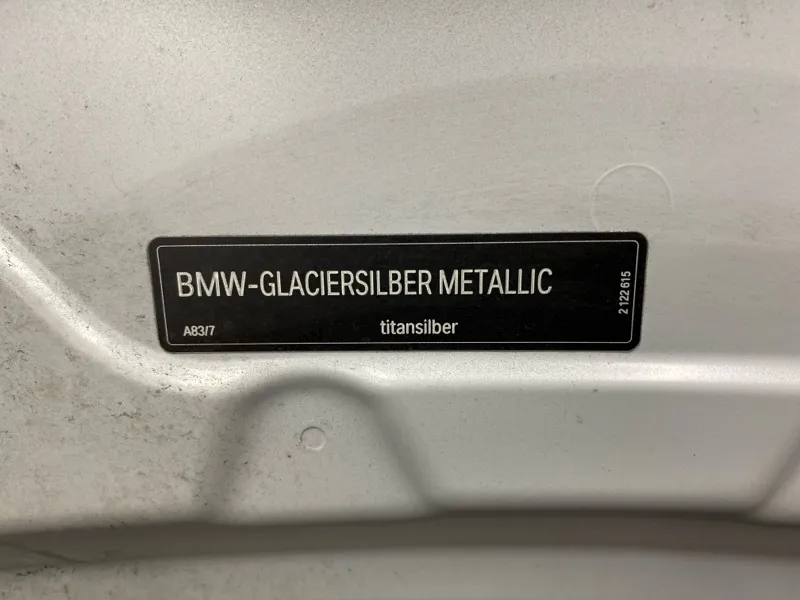 BMW-GLACIERSILBER METALLIC
A83/7
titansilber
2 122 615